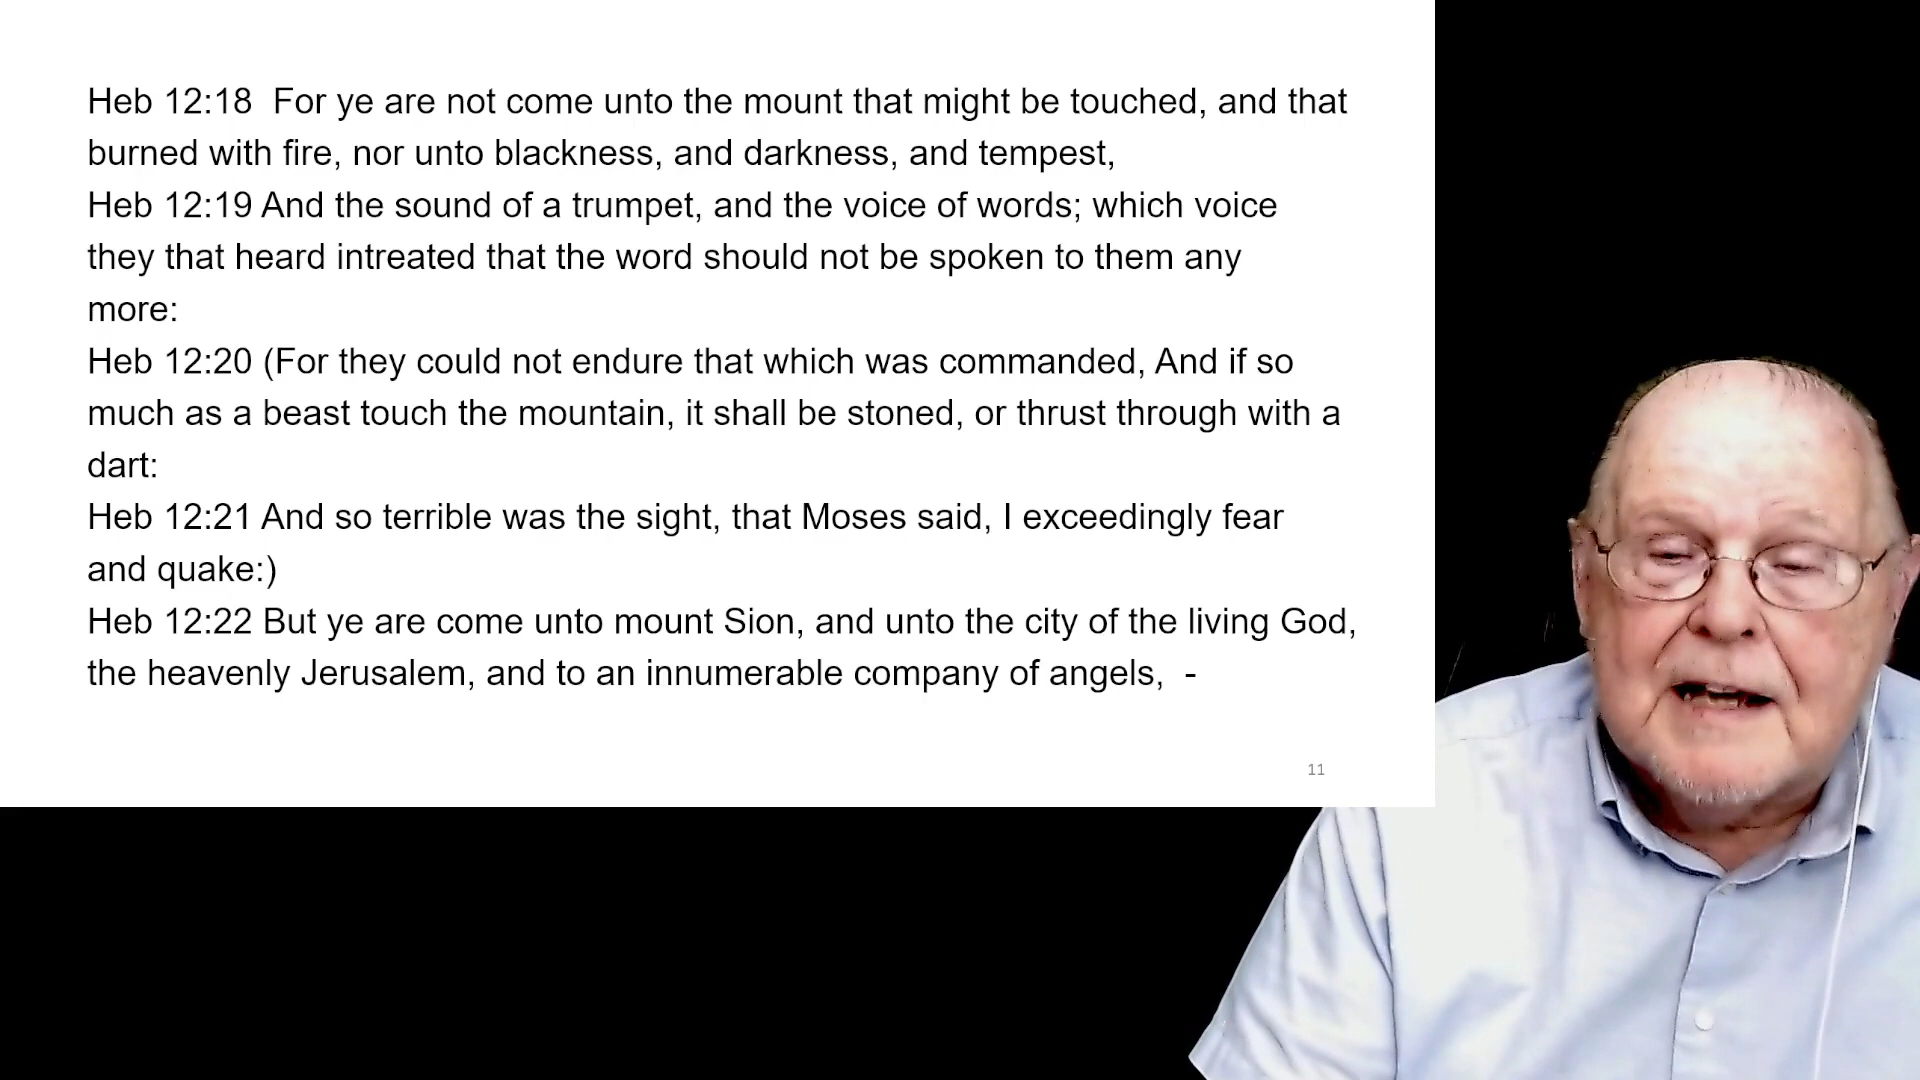 Heb 12:18  For ye are not come unto the mount that might be touched, and that
burned with fire, nor unto blackness, and darkness, and tempest,
Heb 12:19 And the sound of a trumpet, and the voice of words; which voice
they that heard intreated that the word should not be spoken to them any
more:
Heb 12:20 (For they could not endure that which was commanded, And if so
much as a beast touch the mountain, it shall be stoned, or thrust through with a
dart:
Heb 12:21 And so terrible was the sight, that Moses said, I exceedingly fear
and quake:)
Heb 12:22 But ye are come unto mount Sion, and unto the city of the living God,
the heavenly Jerusalem, and to an innumerable company of angels,  -
11